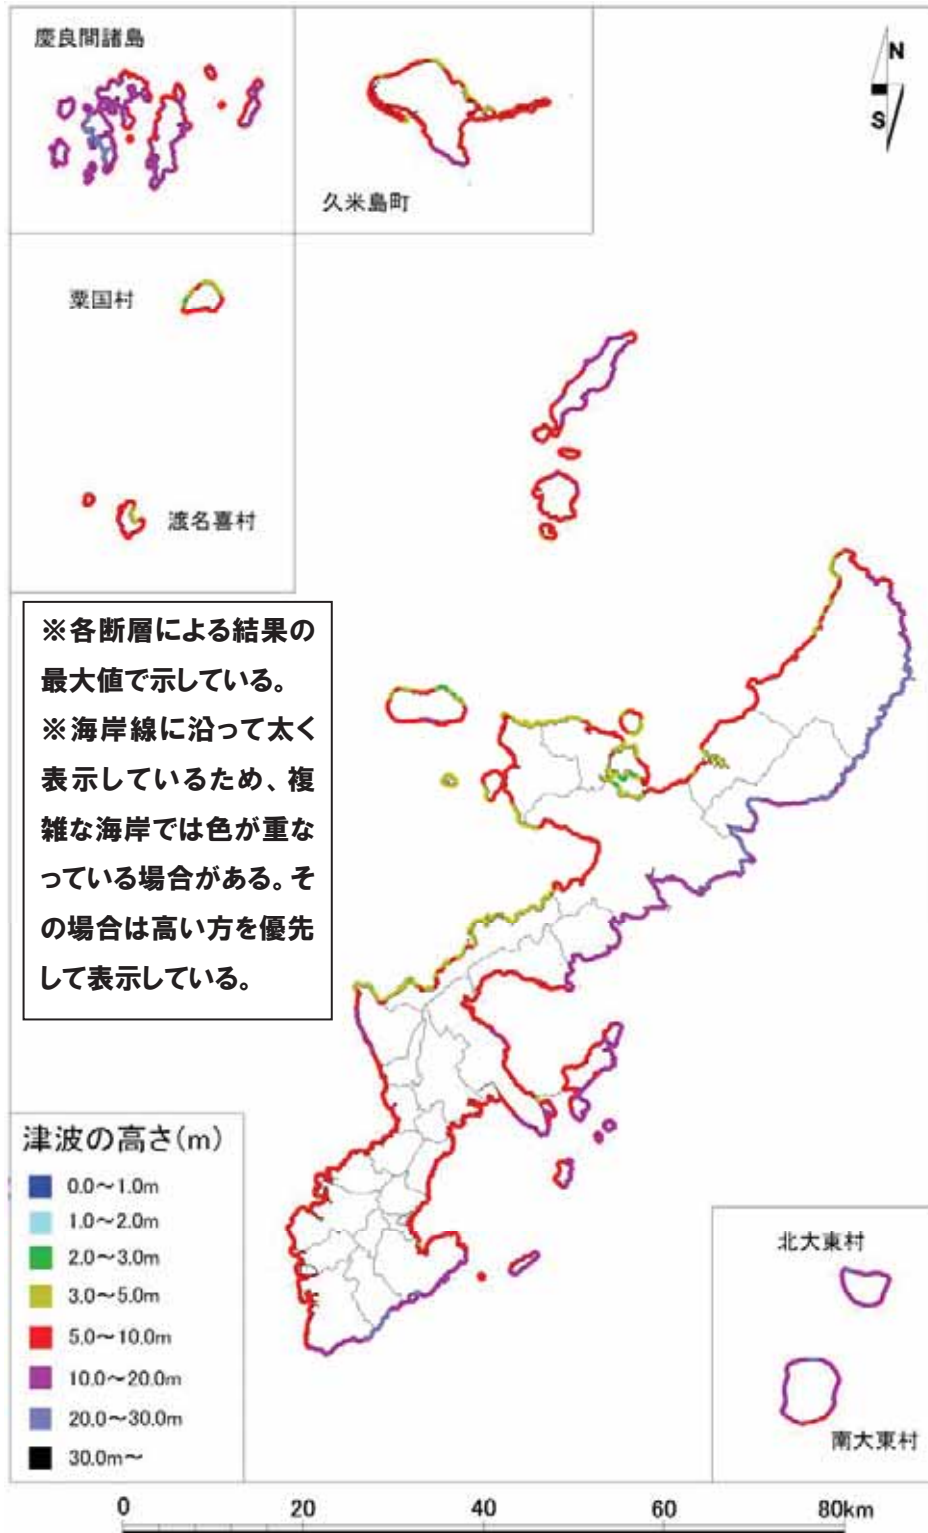 慶良間諸島
久米島町
N
S
粟国村
渡名喜村
※各断層による結果の
最大値で示している。
※海岸線に沿って太く
表示しているため、複
雑な海岸では色が重な
っている場合がある。そ
の場合は高い方を優先
して表示している。
津波の高さ(m)
0.0～1.0m
1.0～2.0m
2.0～3.0m
3.0～5.0m
5.0～10.0m
10.0～20.0m
20.0～30.0m
30.0m～
北大東村
南大東村
0 20 40 60 80km